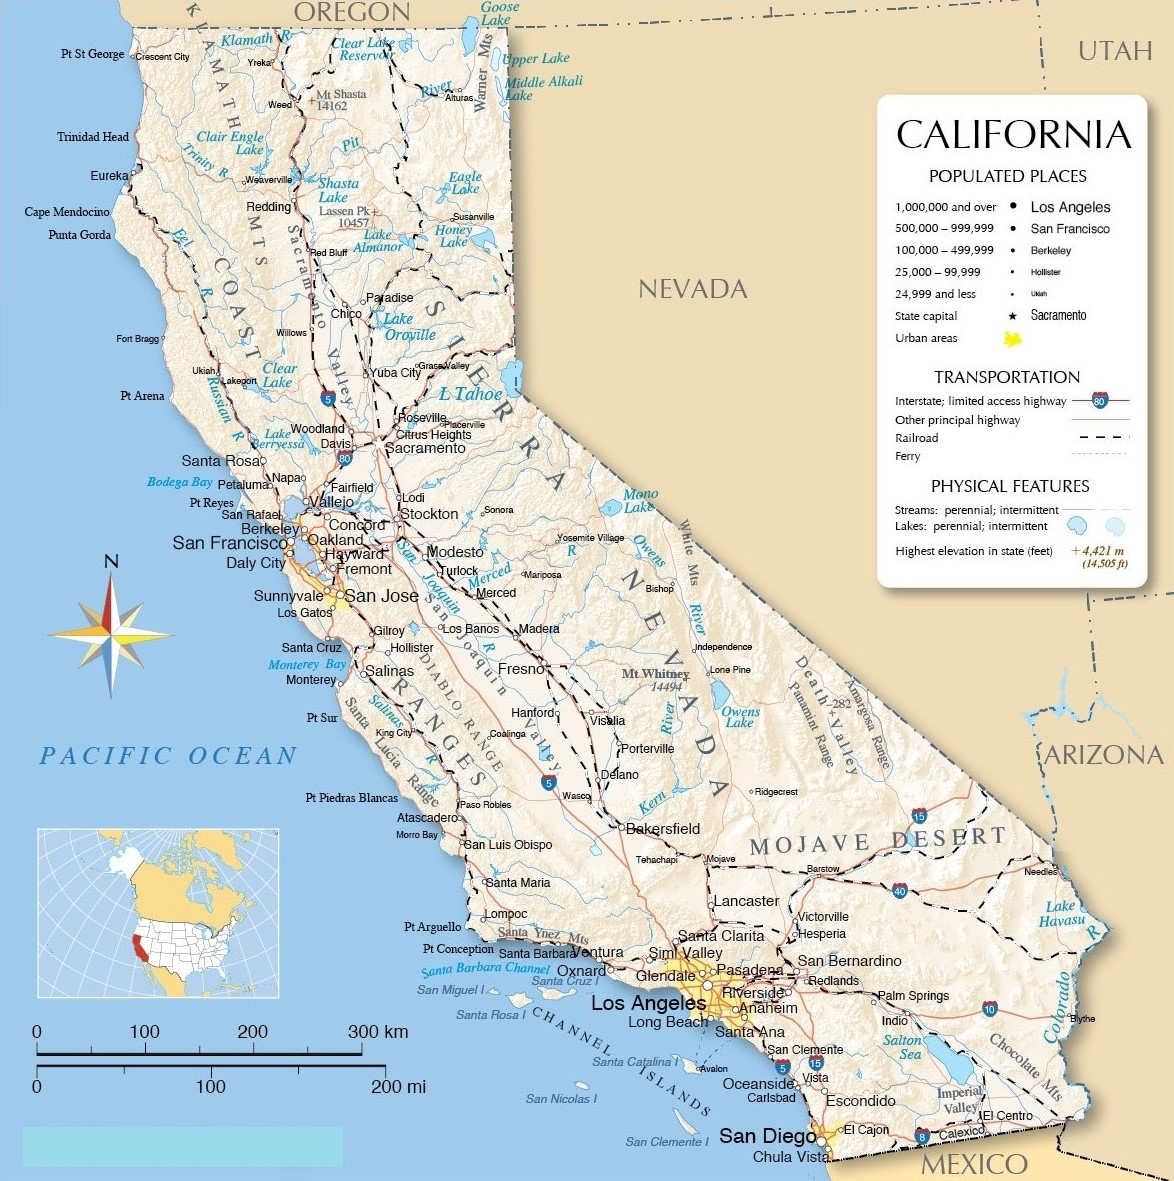 OREGON
Goose
Lake
UTAH
KLAMATH
MTS
Klamath R
Clear Lake
Reservoir
Warner Mts
Upper Lake
Middle Alkali
Lake
Pt St George
Crescent City
Yreka
River
Alturas
Weed
Mt Shasta
14162
Trinidad Head
Clair Engle
Lake
Pit
Trinity R
Eureka
Weaverville
Shasta
Lake
Eagle
Lake
Redding
Cape Mendocino
Lassen Pk
10457
Susanville
Punta Gorda
Eel
R
Lake
Almanor
Honey
Lake
Red Bluff
Sacramento
Valley
COAST
RANGES
SIERRA
NEVADA
NEVADA
Paradise
Chico
Lake
Oroville
Fort Bragg
Willows
Ukiah
Lakeport
Clear
Lake
Yuba City
Grass Valley
Russian R
L Tahoe
Pt Arena
5
Roseville
Placerville
Woodland
Citrus Heights
Davis
Sacramento
Lake
Berryessa
80
Santa Rosa
Bodega Bay
Petaluma
Napa
Fairfield
Pt Reyes
Vallejo
Lodi
San Rafael
Stockton
Sonora
Mono
Lake
Berkeley
Concord
San Francisco
Oakland
Yosemite Village
Daly City
Hayward
Modesto
R
Owens
White Mts
Fremont
Turlock
Merced
Mariposa
Sunnyvale
San Jose
San
Joaquin
R
Merced
Bishop
Los Gatos
River
Gilroy
Los Banos
Madera
Santa Cruz
Hollister
Independence
Monterey Bay
Salinas
Fresno
Mt Whitney
14494
Lone Pine
Monterey
DIABLO RANGE
San Joaquin
Valley
Death Valley
-282
Panamint Range
Amargosa Range
Pt Sur
Salinas
R
Santa
Lucia
Range
King City
Coalinga
Hanford
Visalia
River
Owens
Lake
Porterville
5
Delano
Wasco
Kern
Ridgecrest
Pt Piedras Blancas
Paso Robles
Atascadero
Morro Bay
San Luis Obispo
Bakersfield
15
MOJAVE DESERT
Tehachapi
Mojave
Barstow
Needles
40
Santa Maria
Lancaster
Victorville
Hesperia
Lake
Havasu
Lompoc
Pt Arguello
Santa Ynez Mts
Santa Clarita
Pt Conception
Santa Barbara
Ventura
Simi Valley
San Bernardino
Santa Barbara Channel
Oxnard
Glendale
Pasadena
Redlands
San Miguel I
Santa Cruz I
Santa Rosa I
Los Angeles
Riverside
Palm Springs
Colorado
R
Anaheim
10
Blythe
Long Beach
Santa Ana
Indio
CHANNEL
ISLANDS
Salton
Sea
Chocolate Mts
Santa Catalina I
Avalon
San Clemente
5
15
Oceanside
Vista
Carlsbad
Escondido
San Nicolas I
Imperial
Valley
El Centro
San Clemente I
San Diego
El Cajon
8
Calexico
Chula Vista
MEXICO
ARIZONA
PACIFIC OCEAN
N
0 100 200 300 km
0 100 200 mi
CALIFORNIA
POPULATED PLACES
1,000,000 and over Los Angeles
500,000 – 999,999 San Francisco
100,000 – 499,999 Berkeley
25,000 – 99,999 Hollister
24,999 and less Ukiah
State capital Sacramento
Urban areas
TRANSPORTATION
Interstate; limited access highway 80
Other principal highway
Railroad
Ferry
PHYSICAL FEATURES
Streams: perennial; intermittent
Lakes: perennial; intermittent
Highest elevation in state (feet) +4,421 m
(14,505 ft)